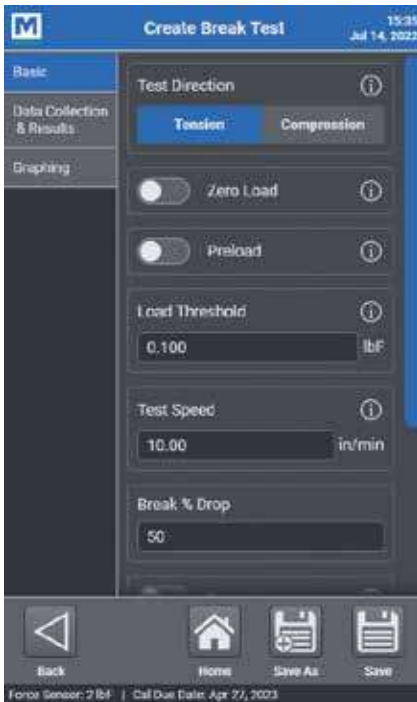 M
Create Break Test
15:35
Jul 14, 2022
Basic
Data Collection
& Results
Graphing
Test Direction
Tension
Compression
Zero Load
Preload
Load Threshold
0.100
lbF
Test Speed
10.00
in/min
Break % Drop
50
Back
Home
Save As
Save
Force Sensor: 2 lbF | Cal Due Date: Apr 27, 2023